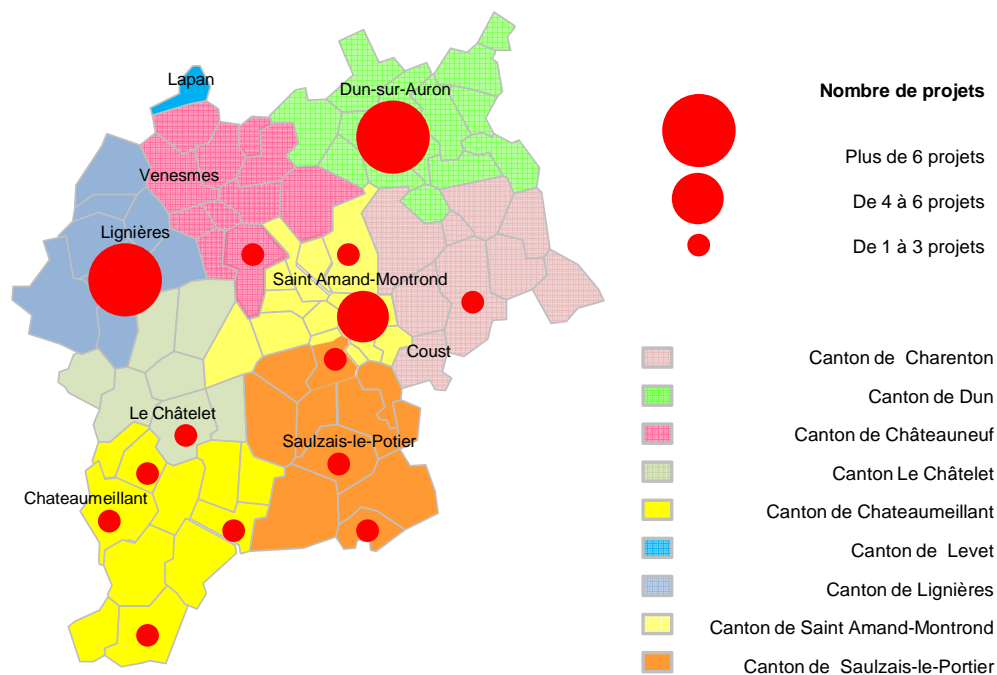 Lapan
Dun-sur-Auron
Venesmes
Lignières
Saint Amand-Montrond
Coust
Le Châtelet
Saulzais-le-Potier
Chateaumeillant
Nombre de projets
Plus de 6 projets
De 4 à 6 projets
De 1 à 3 projets
Canton de Charenton
Canton de Dun
Canton de Châteauneuf
Canton Le Châtelet
Canton de Chateaumeillant
Canton de Levet
Canton de Lignières
Canton de Saint Amand-Montrond
Canton de Saulzais-le-Portier